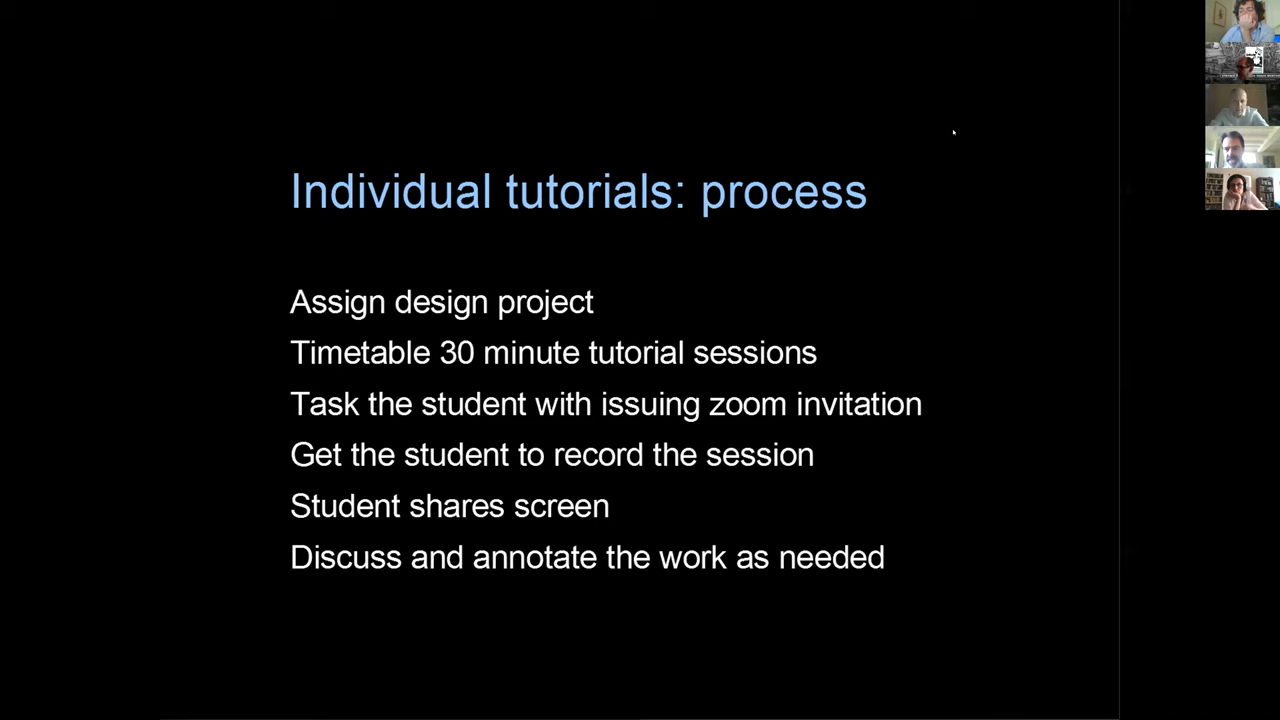 Individual tutorials: process
Assign design project
Timetable 30 minute tutorial sessions
Task the student with issuing zoom invitation
Get the student to record the session
Student shares screen
Discuss and annotate the work as needed